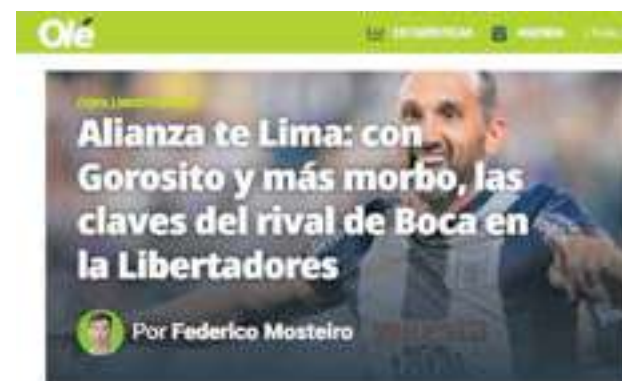 Olé
Alianza te Lima: con
Gorosito y más morbo, las
claves del rival de Boca en
la Libertadores
Por Federico Mosteiro